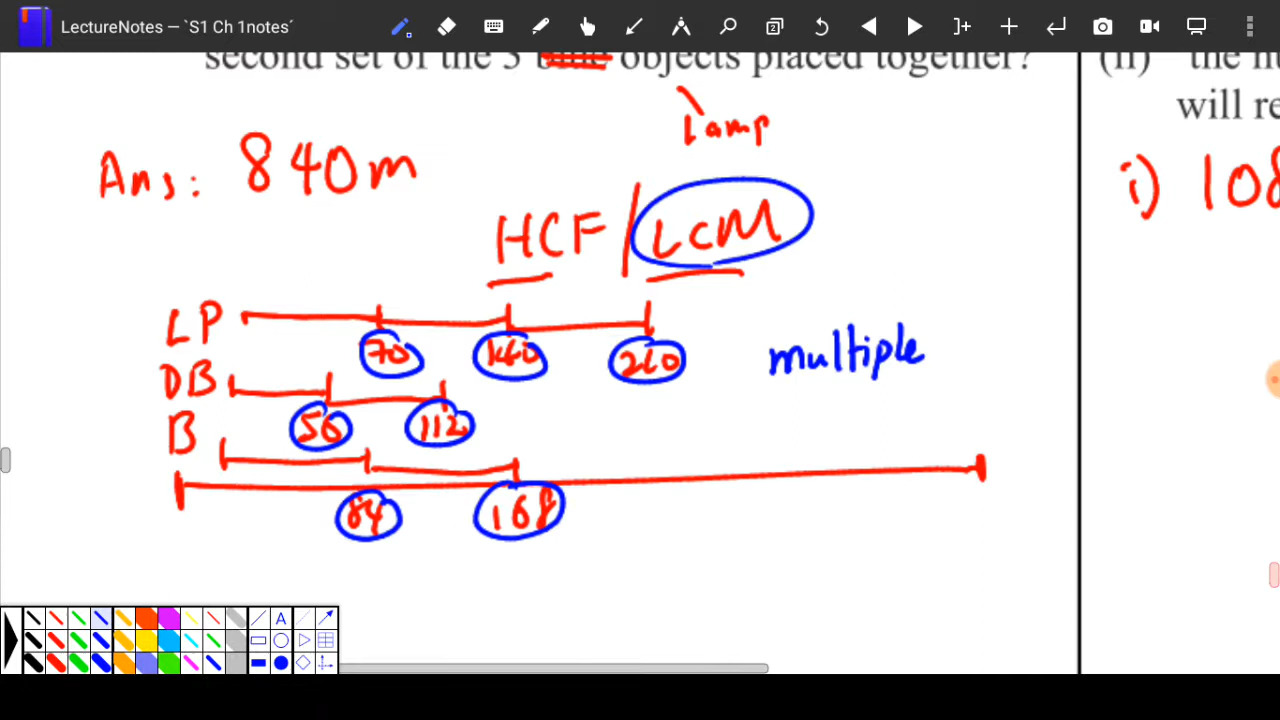 LectureNotes — `S1 Ch 1notes´
second set of the 3 objects placed together?
lamp
Ans: 840m
HCF / LCM
LP
70 140 210
multiple
DB
56 112
B
84 168
(ii) the nu
will re
i) 108